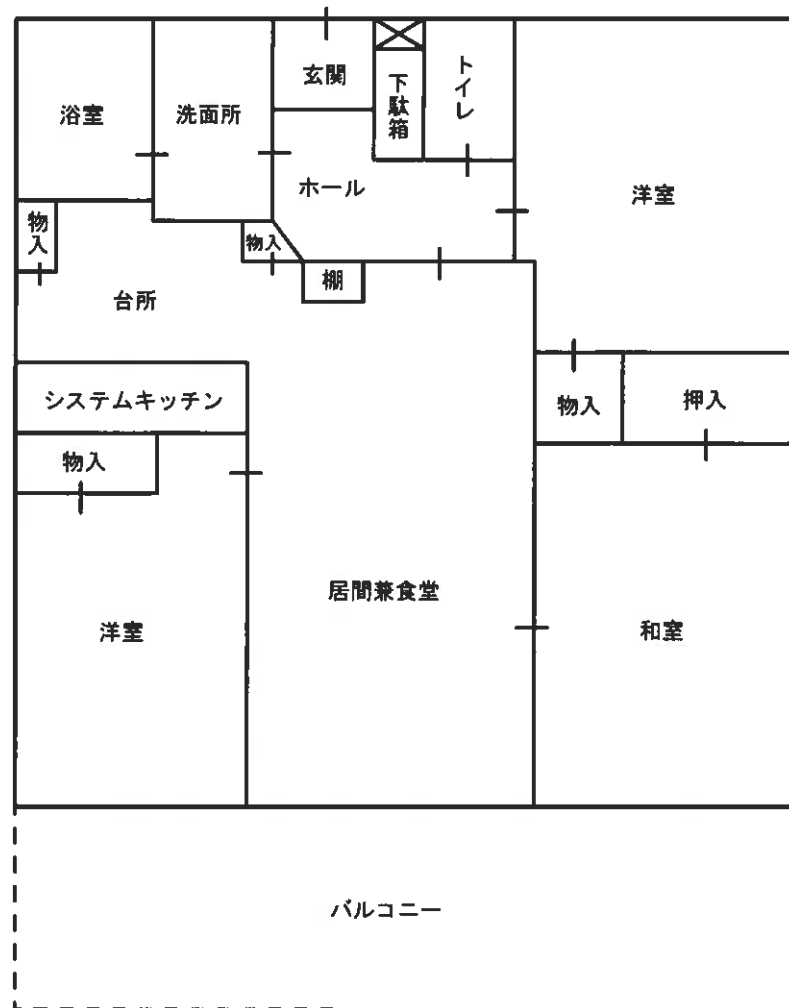 玄関
下駄箱
トイレ
浴室
洗面所
ホール
洋室
物入
物入
棚
台所
システムキッチン
物入
押入
物入
居間兼食堂
洋室
和室
バルコニー